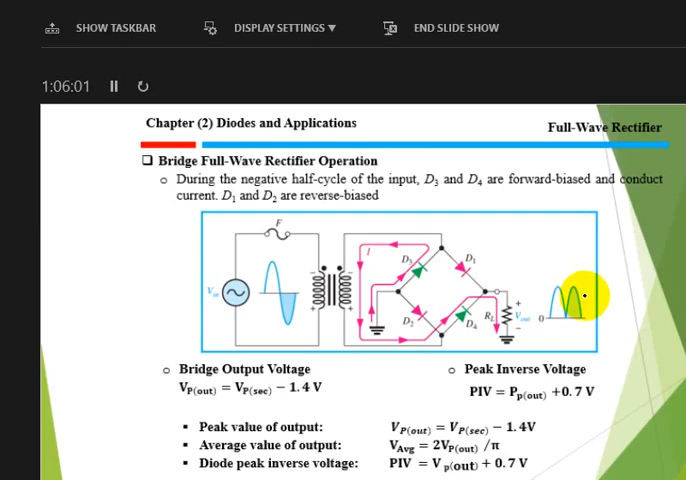 SHOW TASKBAR DISPLAY SETTINGS ▼ END SLIDE SHOW
1:06:01
Chapter (2) Diodes and Applications
Full-Wave Rectifier
❑ Bridge Full-Wave Rectifier Operation
o During the negative half-cycle of the input, D3 and D4 are forward-biased and conduct
current. D1 and D2 are reverse-biased
F
I
D3
D1
Vin
D2
D4
RL
Vout
0
o Bridge Output Voltage
VP(out) = VP(sec) − 1.4 V
o Peak Inverse Voltage
PIV = Pp(out) +0.7 V
▪ Peak value of output: VP(out) = VP(sec) − 1.4V
▪ Average value of output: VAvg = 2VP(out) /π
▪ Diode peak inverse voltage: PIV = Vp(out) + 0.7 V